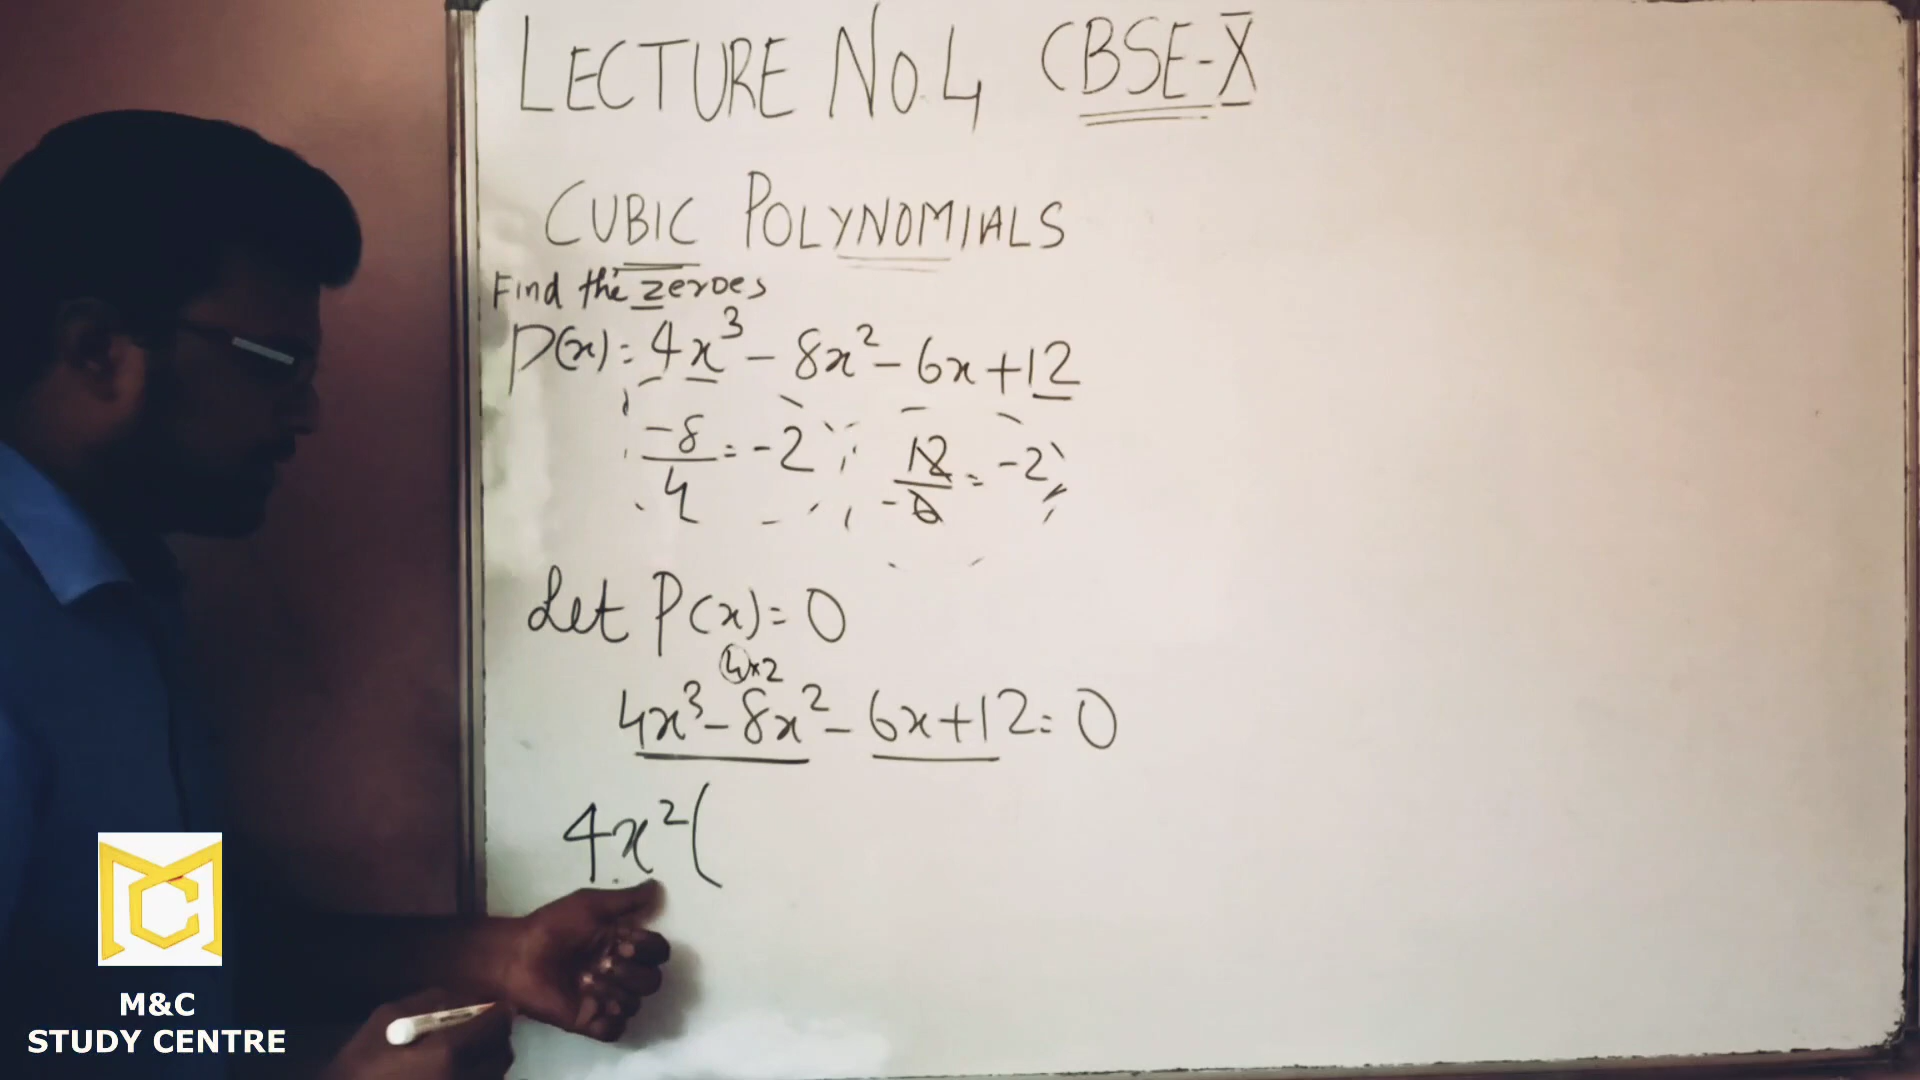 LECTURE No.4 CBSE-X
CUBIC POLYNOMIALS
Find the zeroes
P(x) = 4x³ - 8x² - 6x + 12
-8/4 = -2 ; 12/-6 = -2
Let P(x) = 0
4x2
4x³ - 8x² - 6x + 12 = 0
4x² (
M&C
STUDY CENTRE